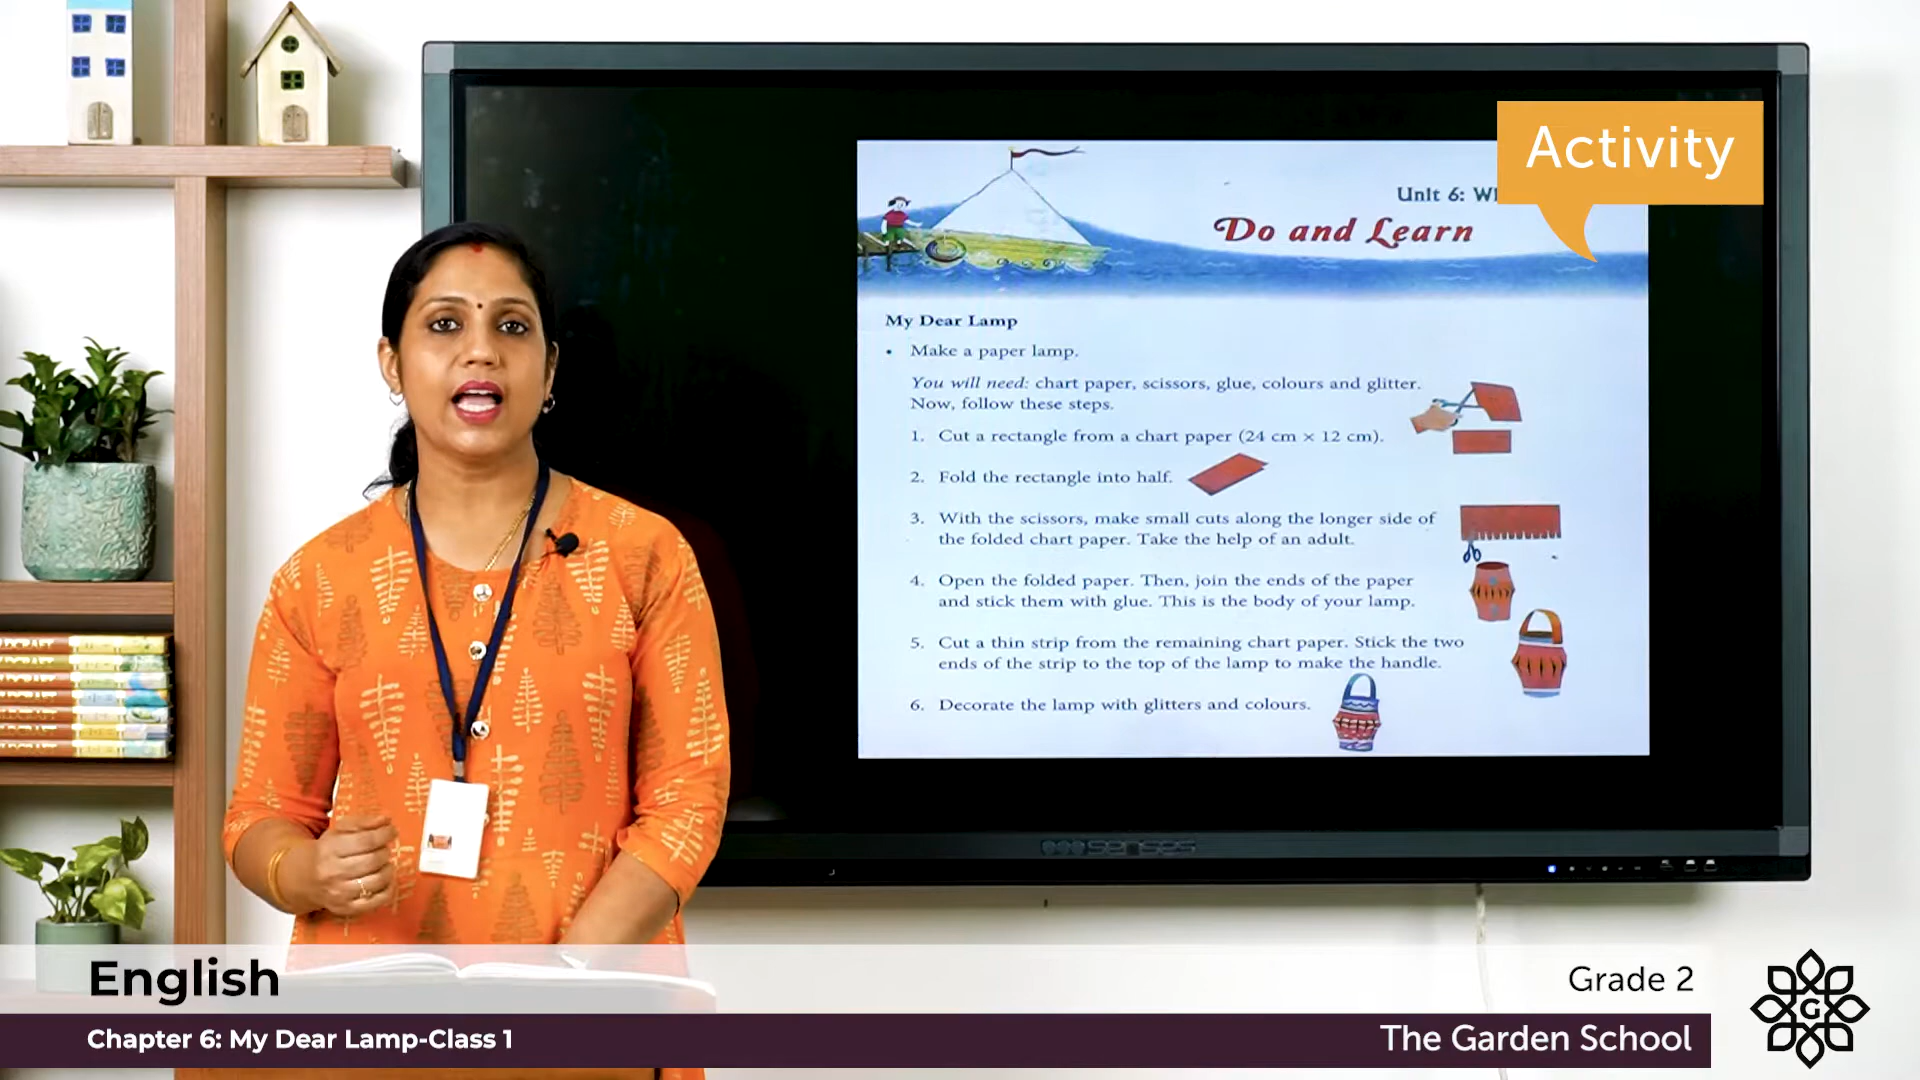 Activity
Unit 6:
Do and Learn
My Dear Lamp
• Make a paper lamp.
You will need: chart paper, scissors, glue, colours and glitter.
Now, follow these steps.
1. Cut a rectangle from a chart paper (24 cm × 12 cm).
2. Fold the rectangle into half.
3. With the scissors, make small cuts along the longer side of
the folded chart paper. Take the help of an adult.
4. Open the folded paper. Then, join the ends of the paper
and stick them with glue. This is the body of your lamp.
5. Cut a thin strip from the remaining chart paper. Stick the two
ends of the strip to the top of the lamp to make the handle.
6. Decorate the lamp with glitters and colours.
English
Grade 2
Chapter 6: My Dear Lamp-Class 1
The Garden School
G